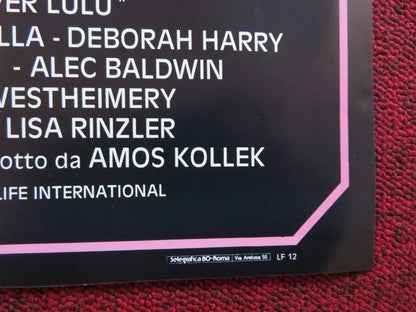 VER LULU"
LLA - DEBORAH HARRY
- ALEC BALDWIN
WESTHEIMERY
LISA RINZLER
otto da AMOS KOLLEK
LIFE INTERNATIONAL
Selegrafica 80-Roma Via Aretusa 50 LF 12